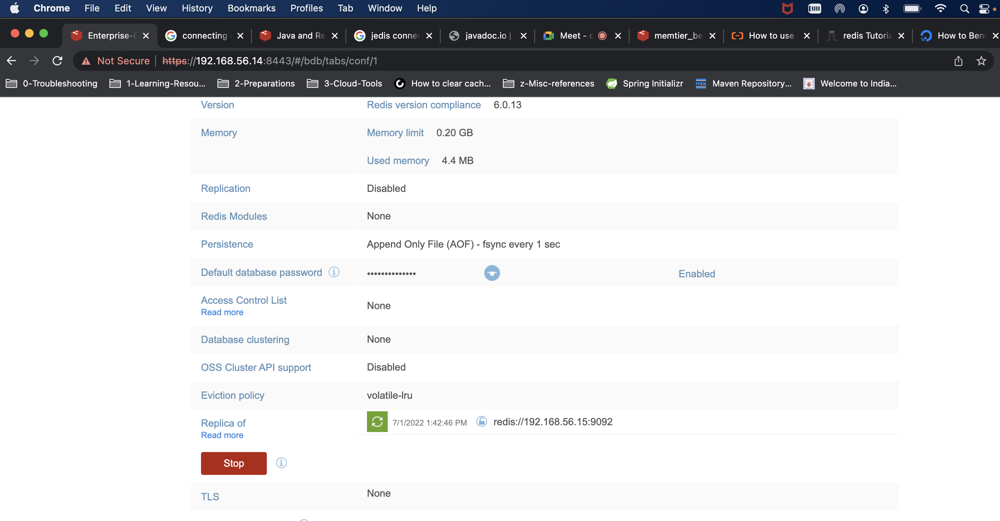 Chrome File Edit View History Bookmarks Profiles Tab Window Help
Enterprise- connecting Java and Re jedis connec javadoc.io | Meet - memtier_be How to use redis Tutoria How to Ben
Not Secure | https://192.168.56.14:8443/#/bdb/tabs/conf/1
0-Troubleshooting 1-Learning-Resou... 2-Preparations 3-Cloud-Tools How to clear cach... z-Misc-references Spring Initializr Maven Repository... Welcome to India...
Version Redis version compliance 6.0.13
Memory Memory limit 0.20 GB
Used memory 4.4 MB
Replication Disabled
Redis Modules None
Persistence Append Only File (AOF) - fsync every 1 sec
Default database password •••••••••••••• Enabled
Access Control List
Read more
None
Database clustering None
OSS Cluster API support Disabled
Eviction policy volatile-lru
Replica of 7/1/2022 1:42:46 PM redis://192.168.56.15:9092
Read more
Stop
TLS None